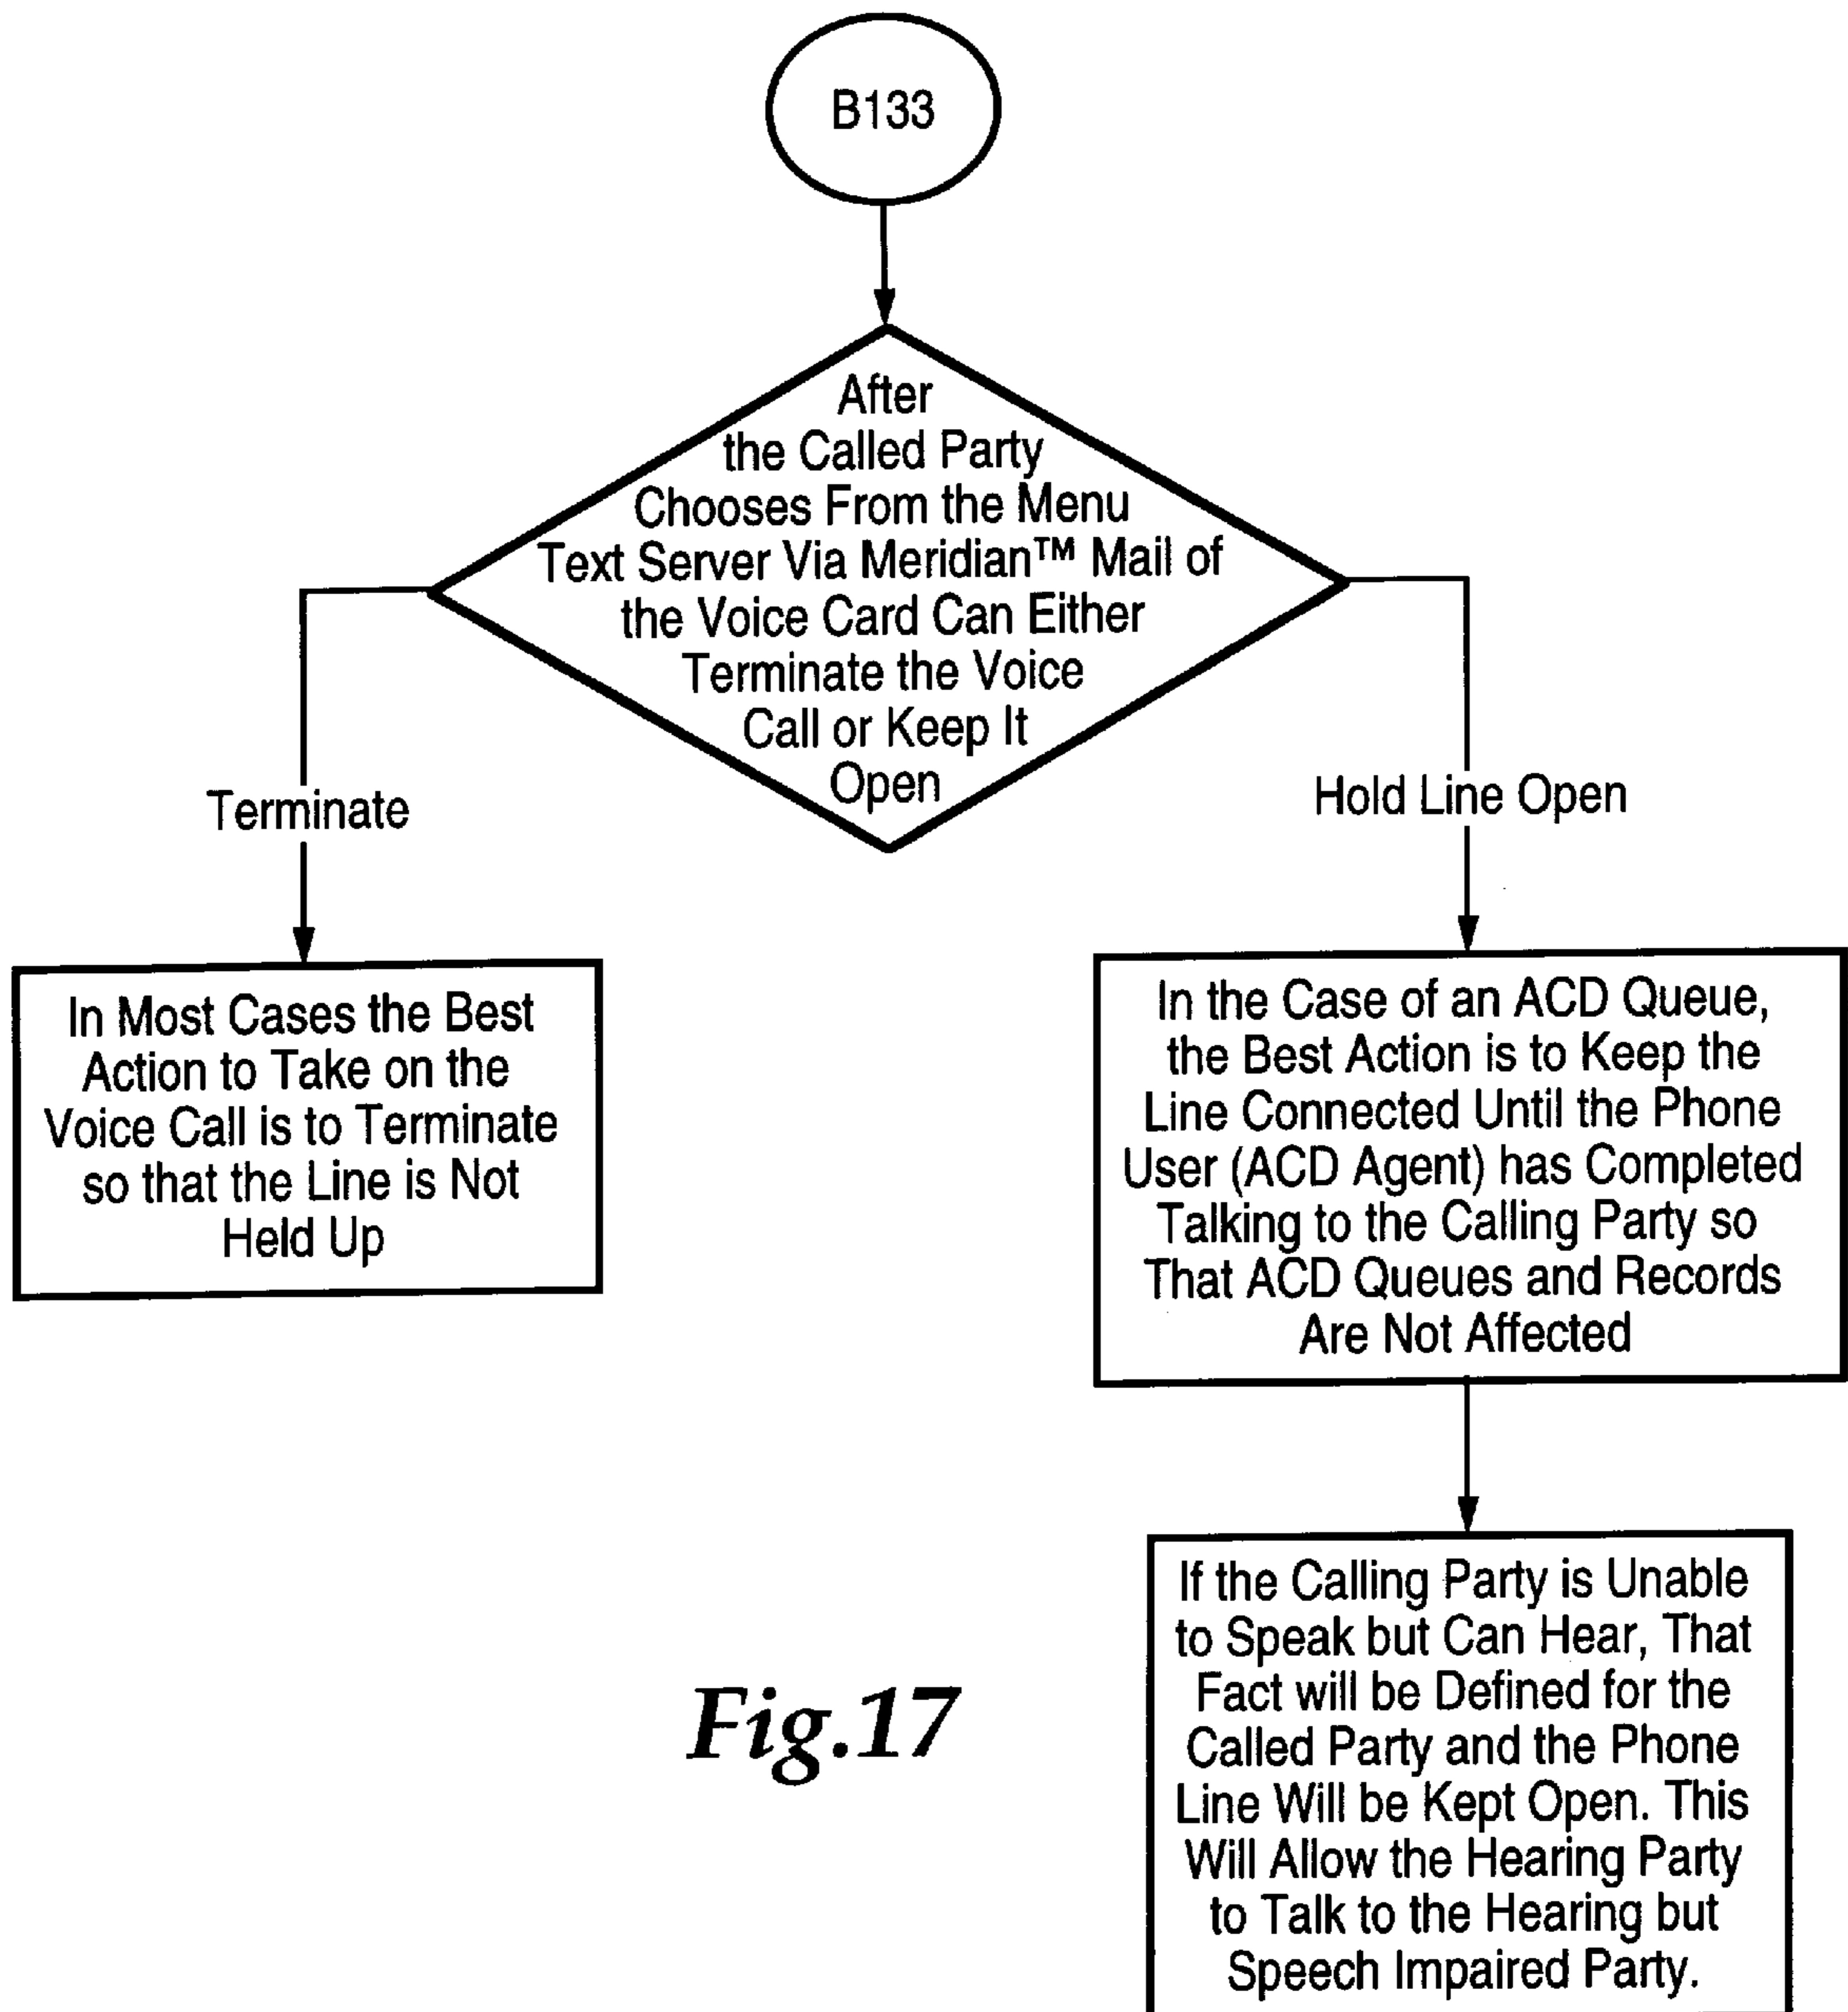 B133
After
the Called Party
Chooses From the Menu
Text Server Via Meridian™ Mail of
the Voice Card Can Either
Terminate the Voice
Call or Keep It
Open
Terminate
Hold Line Open
In Most Cases the Best
Action to Take on the
Voice Call is to Terminate
so that the Line is Not
Held Up
In the Case of an ACD Queue,
the Best Action is to Keep the
Line Connected Until the Phone
User (ACD Agent) has Completed
Talking to the Calling Party so
That ACD Queues and Records
Are Not Affected
If the Calling Party is Unable
to Speak but Can Hear, That
Fact will be Defined for the
Called Party and the Phone
Line Will be Kept Open. This
Will Allow the Hearing Party
to Talk to the Hearing but
Speech Impaired Party.
Fig.17